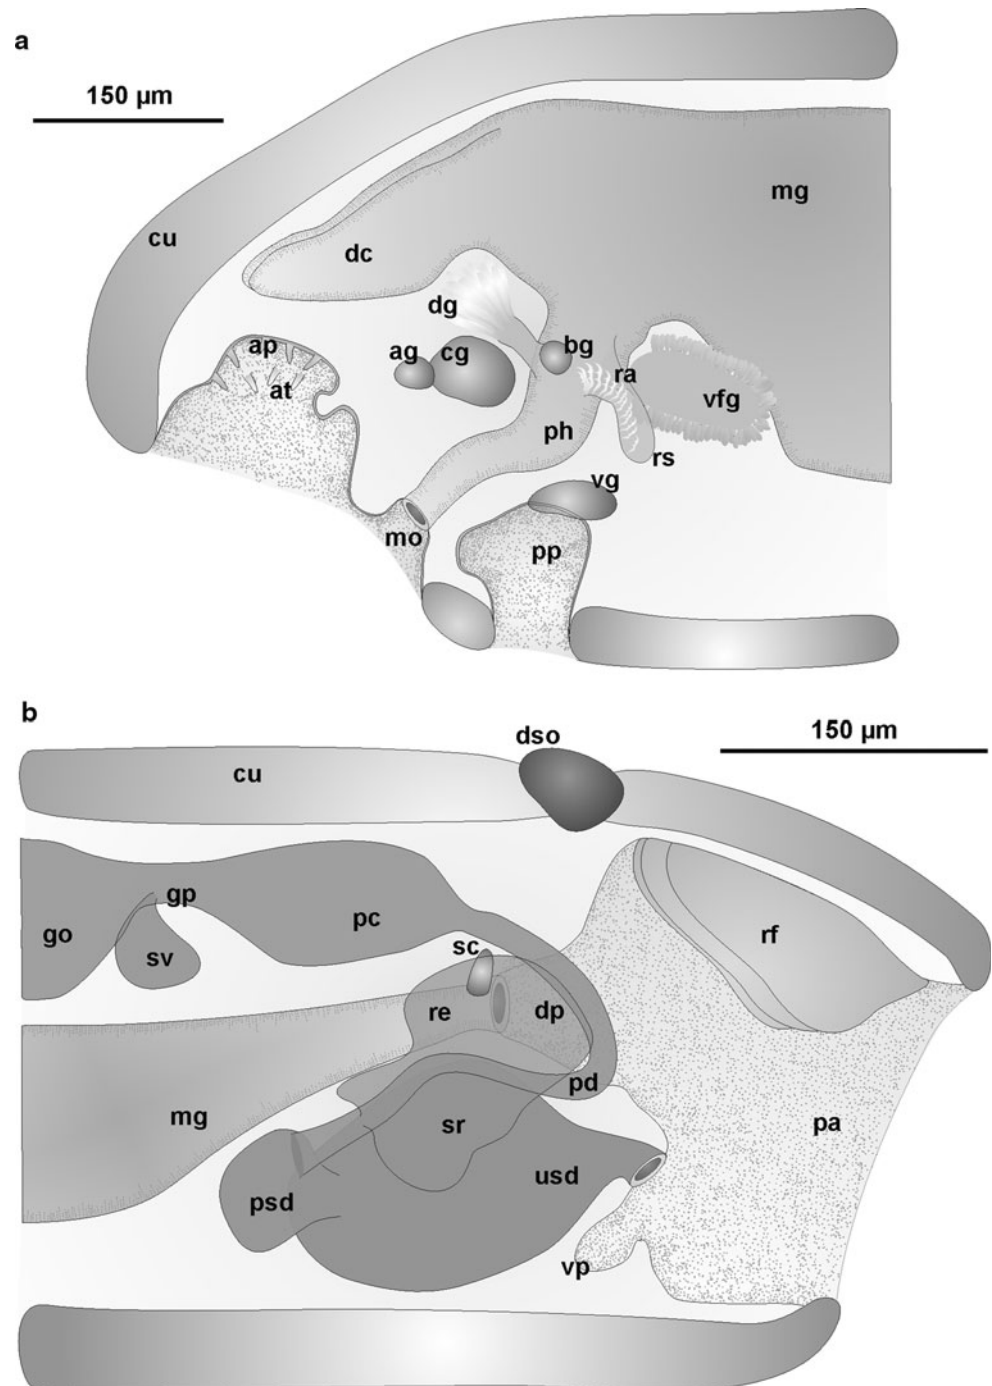 a
150 µm
cu
mg
dc
dg
ap
at
ag cg
bg
ra
vfg
ph
rs
vg
mo
pp
b
dso
150 µm
cu
gp
go
sv
pc
sc
rf
re
dp
pd
mg
sr
pa
psd
usd
vp